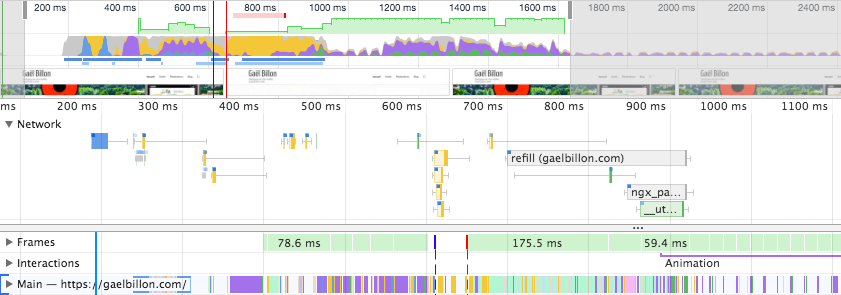 200 ms 400 ms 600 ms 800 ms 1000 ms 1200 ms 1400 ms 1600 ms 1800 ms 2000 ms 2200 ms 2400 ms 2600 ms
Gaël Billon Gaël Billon Gaël Billon Gaël Billon
ms 200 ms 300 ms 400 ms 500 ms 600 ms 700 ms 800 ms 900 ms 1000 ms 1100 ms
Network
refill (gaelbillon.com)
ngx_pa...
__ut...
Frames 78.6 ms 175.5 ms 59.4 ms
Interactions Animation
Main — https://gaelbillon.com/